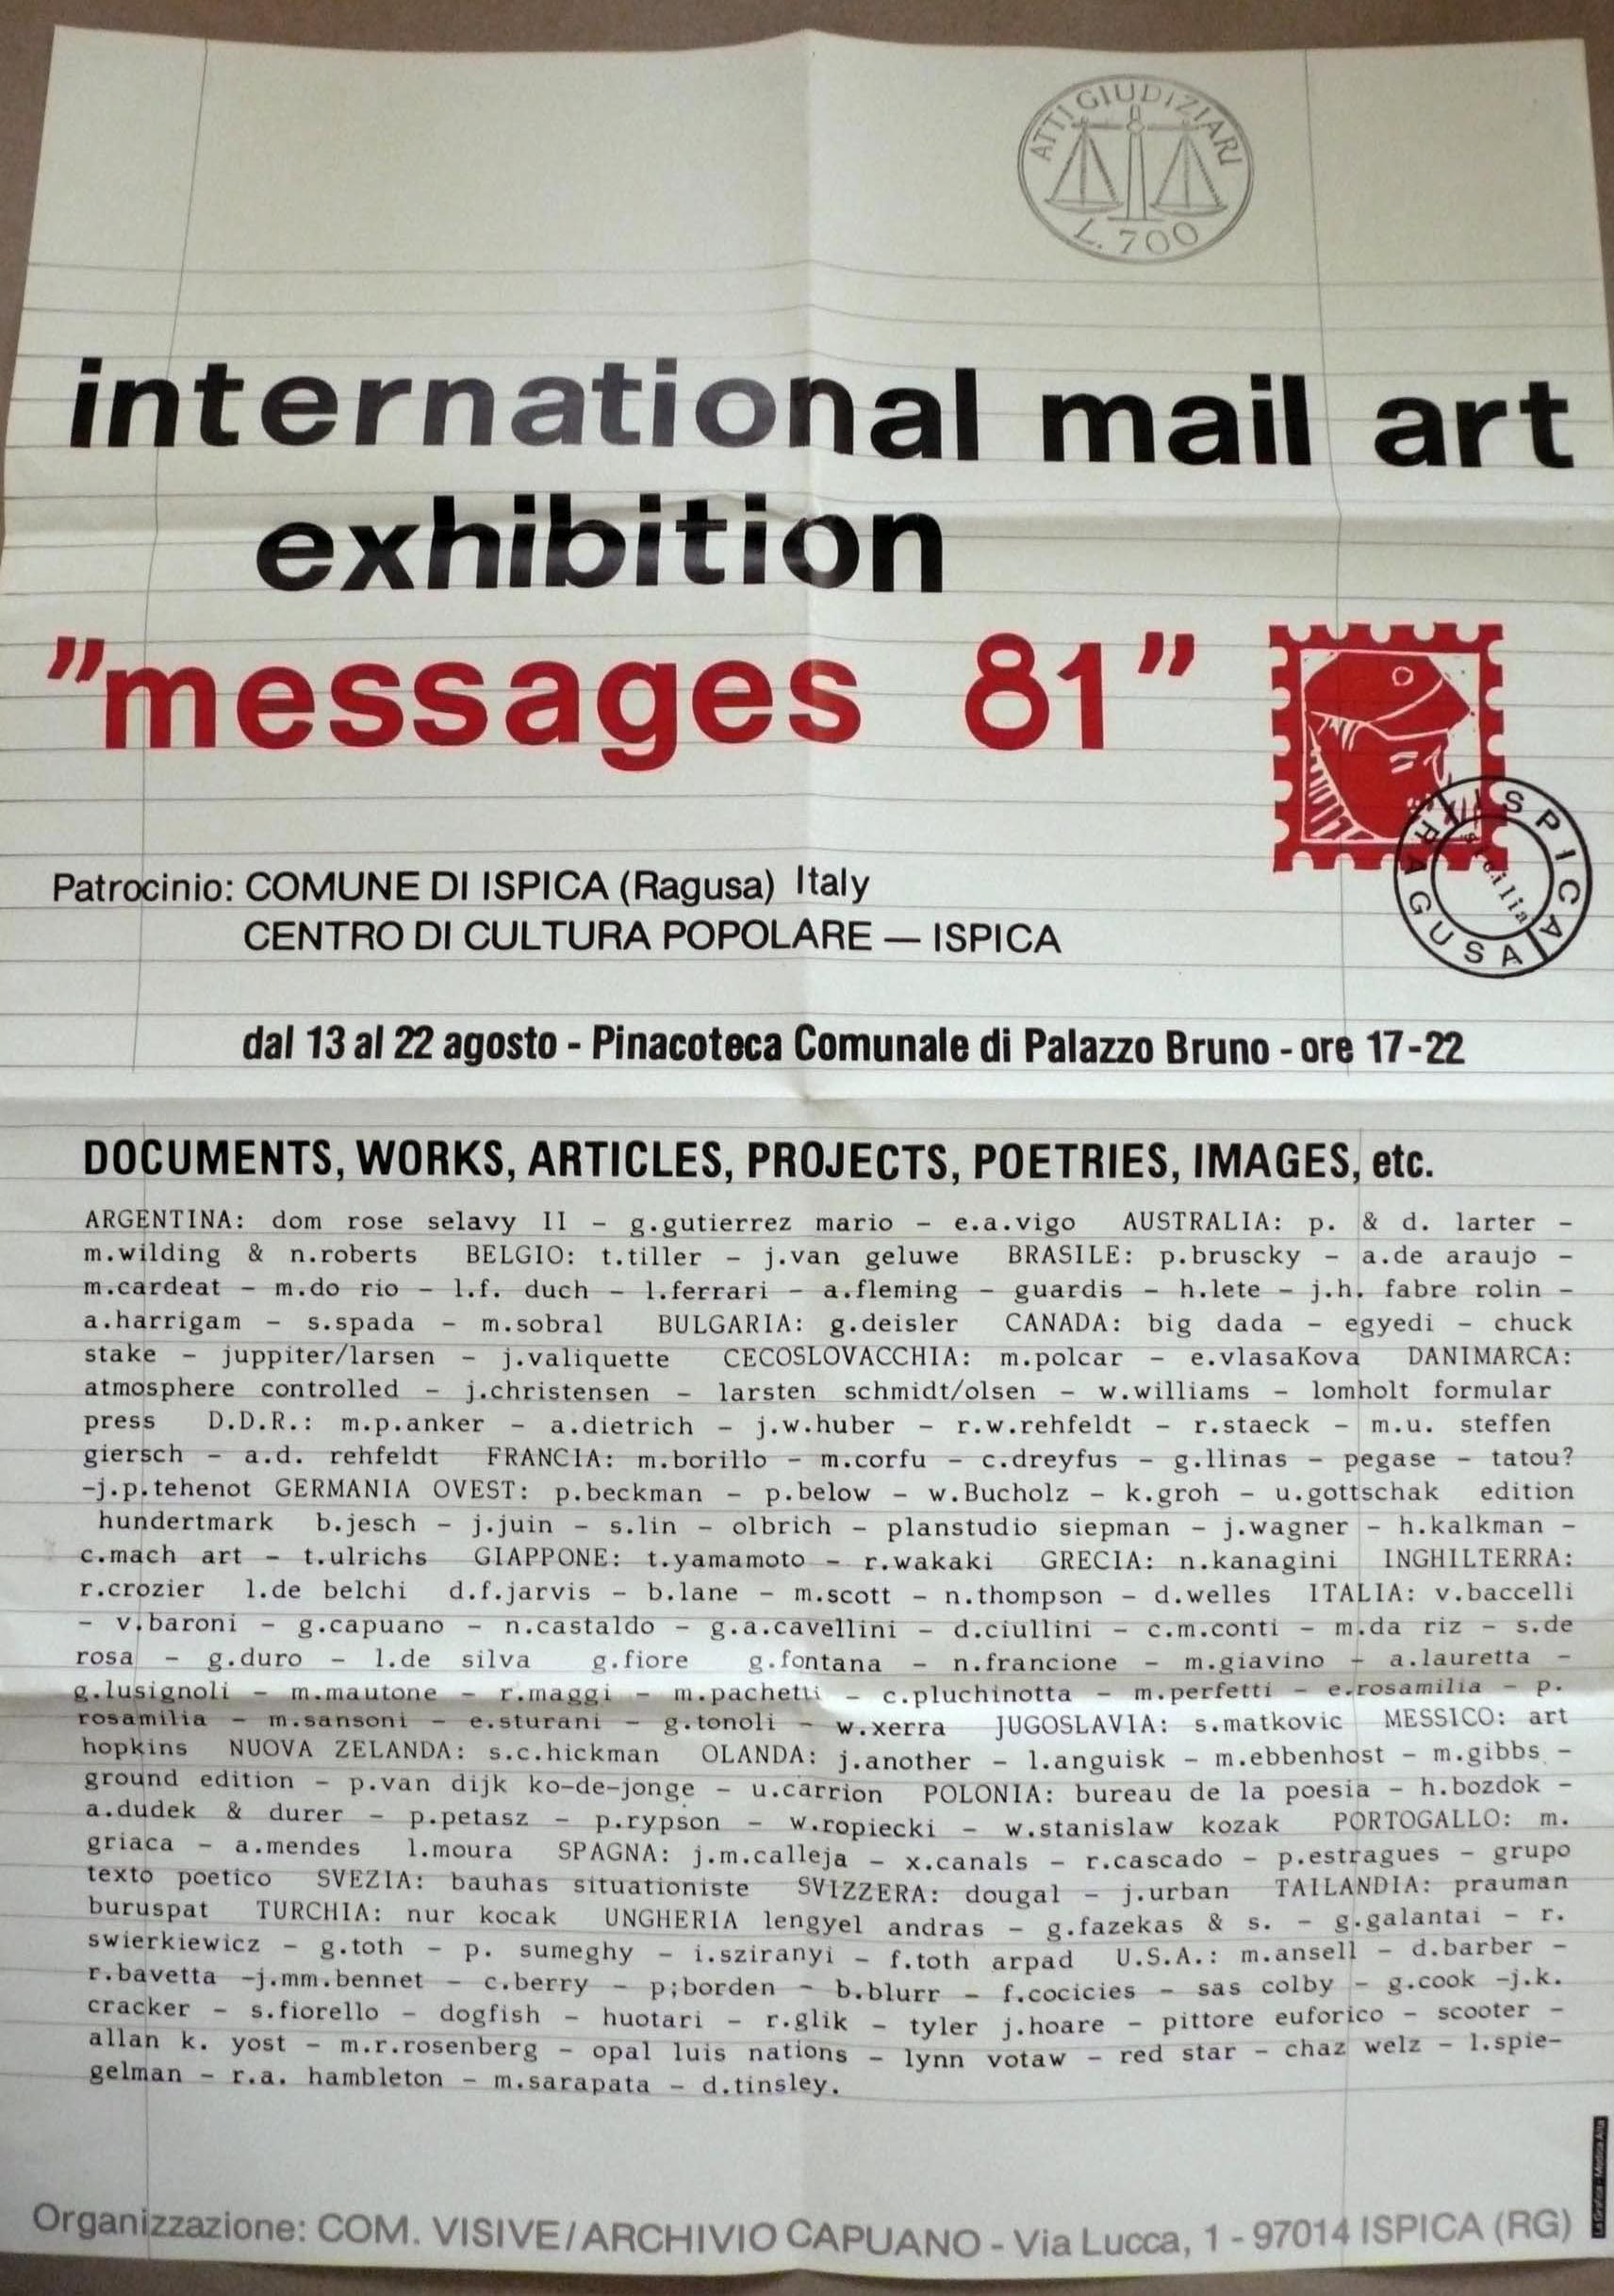 ATTI GIUDIZIARI
L. 700
international mail art
exhibition
"messages 81"
ISPICA
RAGUSA
sicilia
Patrocinio: COMUNE DI ISPICA (Ragusa) Italy
CENTRO DI CULTURA POPOLARE — ISPICA
dal 13 al 22 agosto - Pinacoteca Comunale di Palazzo Bruno - ore 17-22
DOCUMENTS, WORKS, ARTICLES, PROJECTS, POETRIES, IMAGES, etc.
ARGENTINA: dom rose selavy II - g.gutierrez mario - e.a.vigo AUSTRALIA: p. & d. larter -
m.wilding & n.roberts BELGIO: t.tiller - j.van geluwe BRASILE: p.bruscky - a.de araujo -
m.cardeat - m.do rio - l.f. duch - l.ferrari - a.fleming - guardis - h.lete - j.h. fabre rolin -
a.harrigam - s.spada - m.sobral BULGARIA: g.deisler CANADA: big dada - egyedi - chuck
stake - juppiter/larsen - j.valiquette CECOSLOVACCHIA: m.polcar - e.vlasaKova DANIMARCA:
atmosphere controlled - j.christensen - larsten schmidt/olsen - w.williams - lomholt formular
press D.D.R.: m.p.anker - a.dietrich - j.w.huber - r.w.rehfeldt - r.staeck - m.u. steffen
giersch - a.d. rehfeldt FRANCIA: m.borillo - m.corfu - c.dreyfus - g.llinas - pegase - tatou?
-j.p.tehenot GERMANIA OVEST: p.beckman - p.below - w.Bucholz - k.groh - u.gottschak edition
hundertmark b.jesch - j.juin - s.lin - olbrich - planstudio siepman - j.wagner - h.kalkman -
c.mach art - t.ulrichs GIAPPONE: t.yamamoto - r.wakaki GRECIA: n.kanagini INGHILTERRA:
r.crozier l.de belchi d.f.jarvis - b.lane - m.scott - n.thompson - d.welles ITALIA: v.baccelli
- v.baroni - g.capuano - n.castaldo - g.a.cavellini - d.ciullini - c.m.conti - m.da riz - s.de
rosa - g.duro - l.de silva g.fiore g.fontana - n.francione - m.giavino - a.lauretta -
g.lusignoli - m.mautone - r.maggi - m.pachetti - c.pluchinotta - m.perfetti - e.rosamilia - p.
rosamilia - m.sansoni - e.sturani - g.tonoli - w.xerra JUGOSLAVIA: s.matkovic MESSICO: art
hopkins NUOVA ZELANDA: s.c.hickman OLANDA: j.another - l.anguisk - m.ebbenhost - m.gibbs -
ground edition - p.van dijk ko-de-jonge - u.carrion POLONIA: bureau de la poesia - h.bozdok -
a.dudek & durer - p.petasz - p.rypson - w.ropiecki - w.stanislaw kozak PORTOGALLO: m.
griaca - a.mendes l.moura SPAGNA: j.m.calleja - x.canals - r.cascado - p.estragues - grupo
texto poetico SVEZIA: bauhas situationiste SVIZZERA: dougal - j.urban TAILANDIA: prauman
buruspat TURCHIA: nur kocak UNGHERIA lengyel andras - g.fazekas & s. - g.galantai - r.
swierkiewicz - g.toth - p. sumeghy - i.sziranyi - f.toth arpad U.S.A.: m.ansell - d.barber -
r.bavetta -j.mm.bennet - c.berry - p;borden - b.blurr - f.cocicies - sas colby - g.cook -j.k.
cracker - s.fiorello - dogfish - huotari - r.glik - tyler j.hoare - pittore euforico - scooter -
allan k. yost - m.r.rosenberg - opal luis nations - lynn votaw - red star - chaz welz - l.spie-
gelman - r.a. hambleton - m.sarapata - d.tinsley.
La Grafica - Modica Alta
Organizzazione: COM. VISIVE/ARCHIVIO CAPUANO - Via Lucca, 1 - 97014 ISPICA (RG)